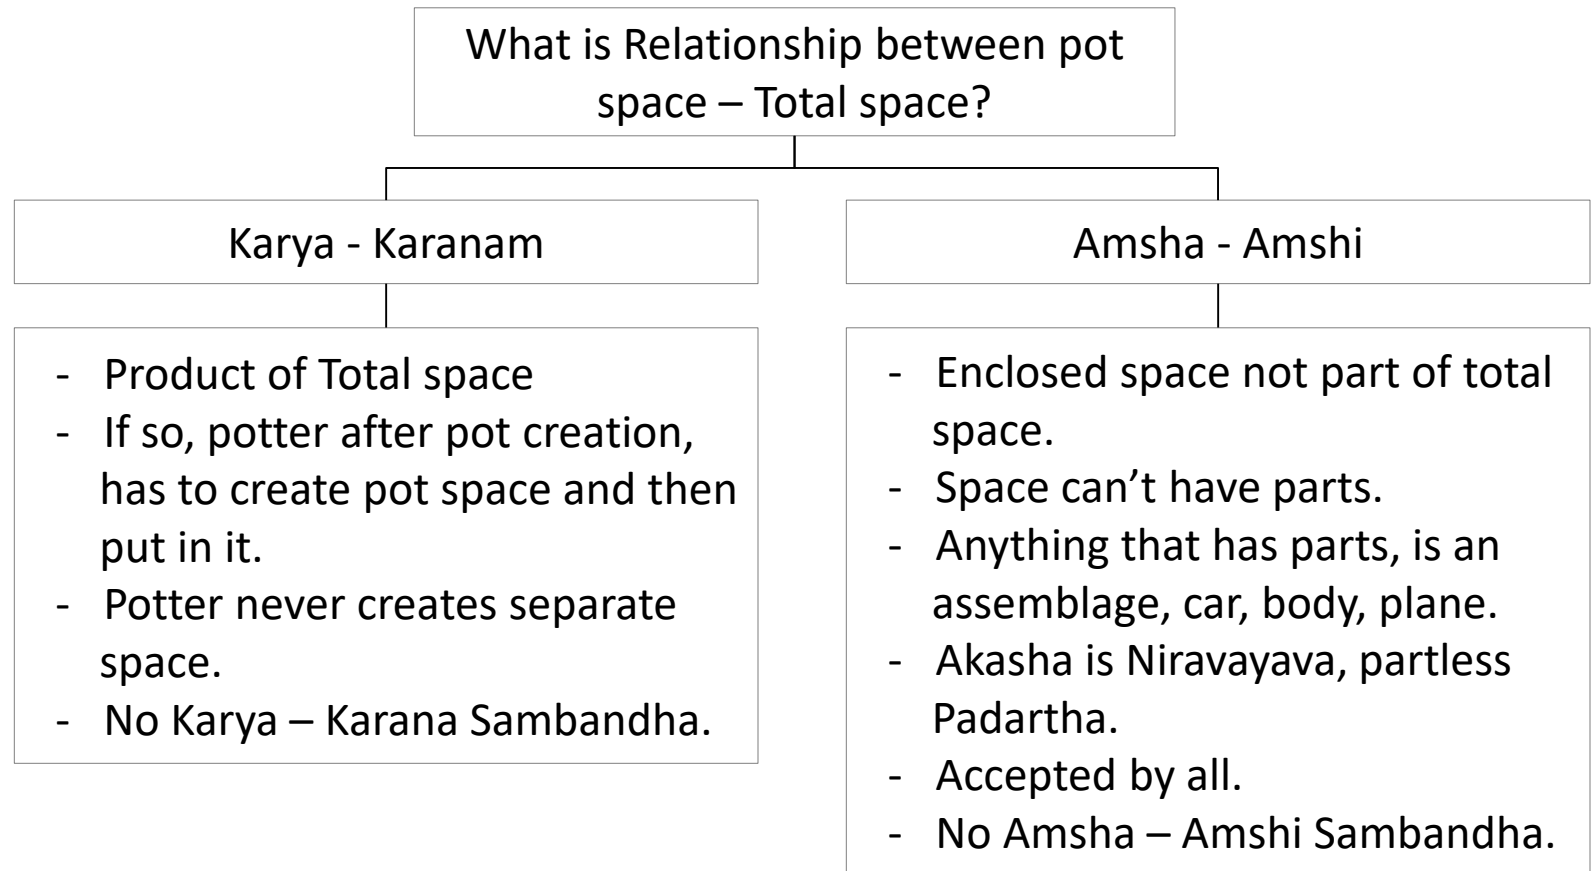 What is Relationship between pot
space – Total space?
Karya - Karanam
- Product of Total space
- If so, potter after pot creation,
has to create pot space and then
put in it.
- Potter never creates separate
space.
- No Karya – Karana Sambandha.
Amsha - Amshi
- Enclosed space not part of total
space.
- Space can’t have parts.
- Anything that has parts, is an
assemblage, car, body, plane.
- Akasha is Niravayava, partless
Padartha.
- Accepted by all.
- No Amsha – Amshi Sambandha.